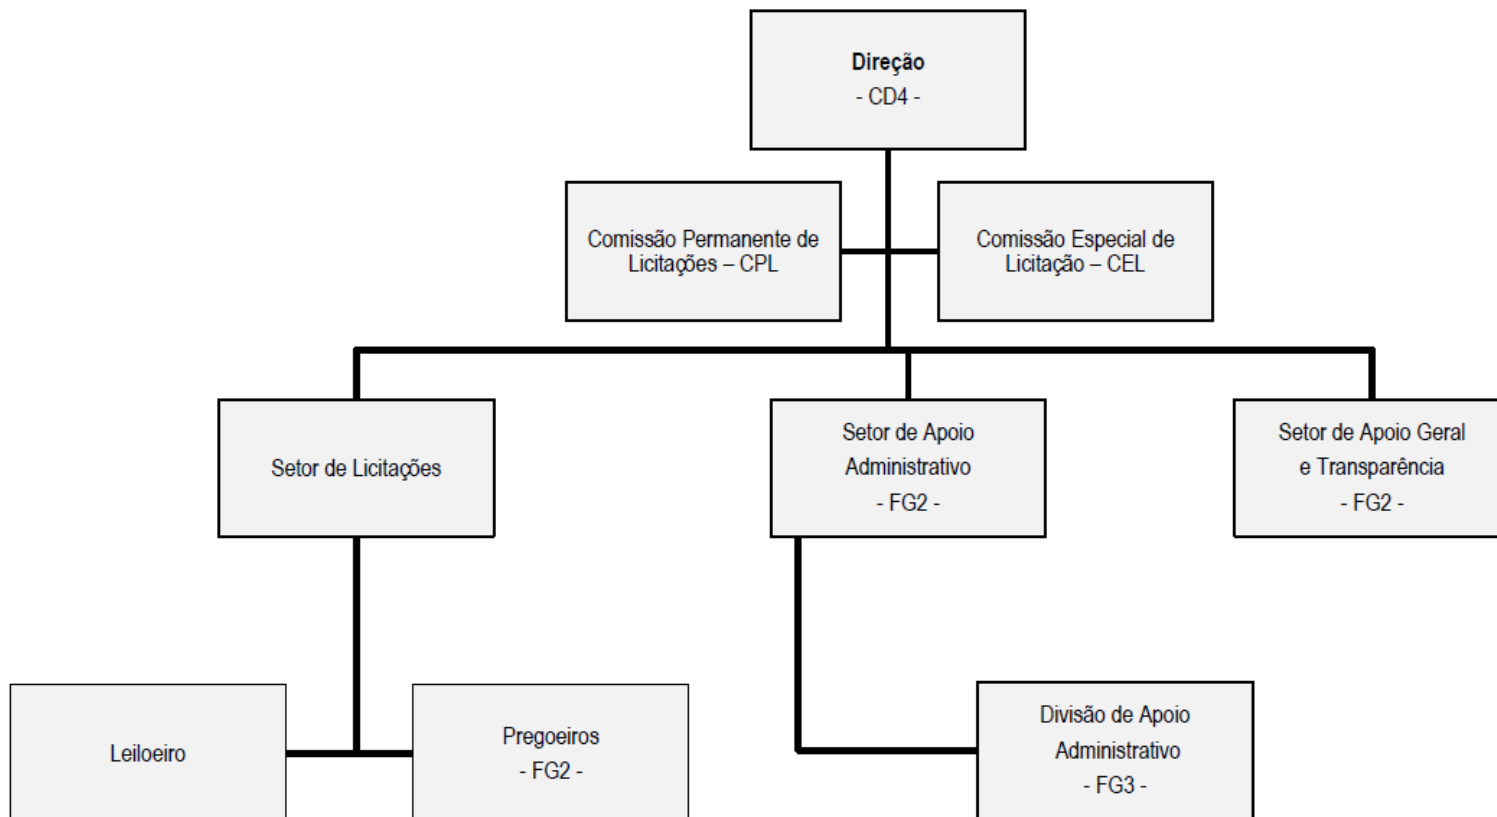 Direção
- CD4 -
Comissão Permanente de
Licitações – CPL
Comissão Especial de
Licitação – CEL
Setor de Licitações
Setor de Apoio
Administrativo
- FG2 -
Setor de Apoio Geral
e Transparência
- FG2 -
Leiloeiro
Pregoeiros
- FG2 -
Divisão de Apoio
Administrativo
- FG3 -